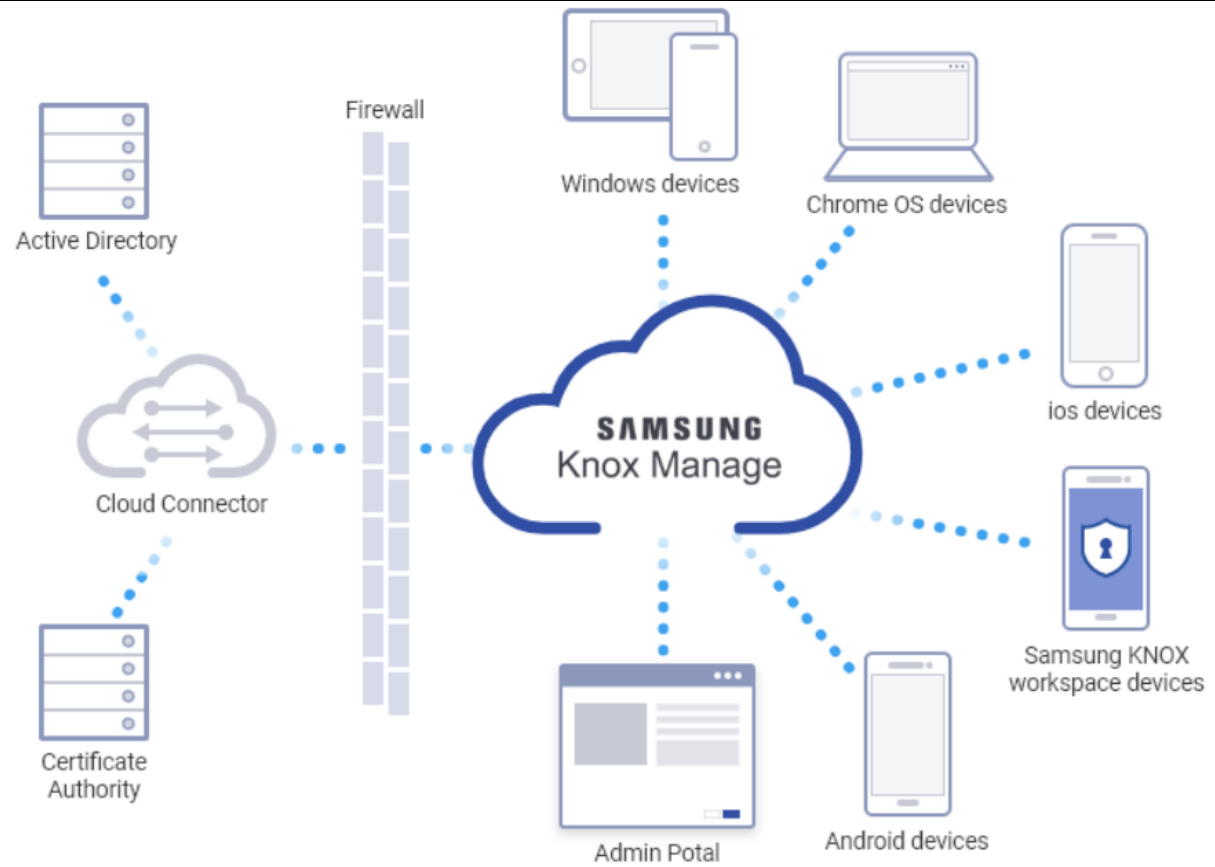 Firewall
Windows devices
Chrome OS devices
Active Directory
ios devices
SAMSUNG
Knox Manage
Cloud Connector
Samsung KNOX
workspace devices
Certificate
Authority
Android devices
Admin Potal